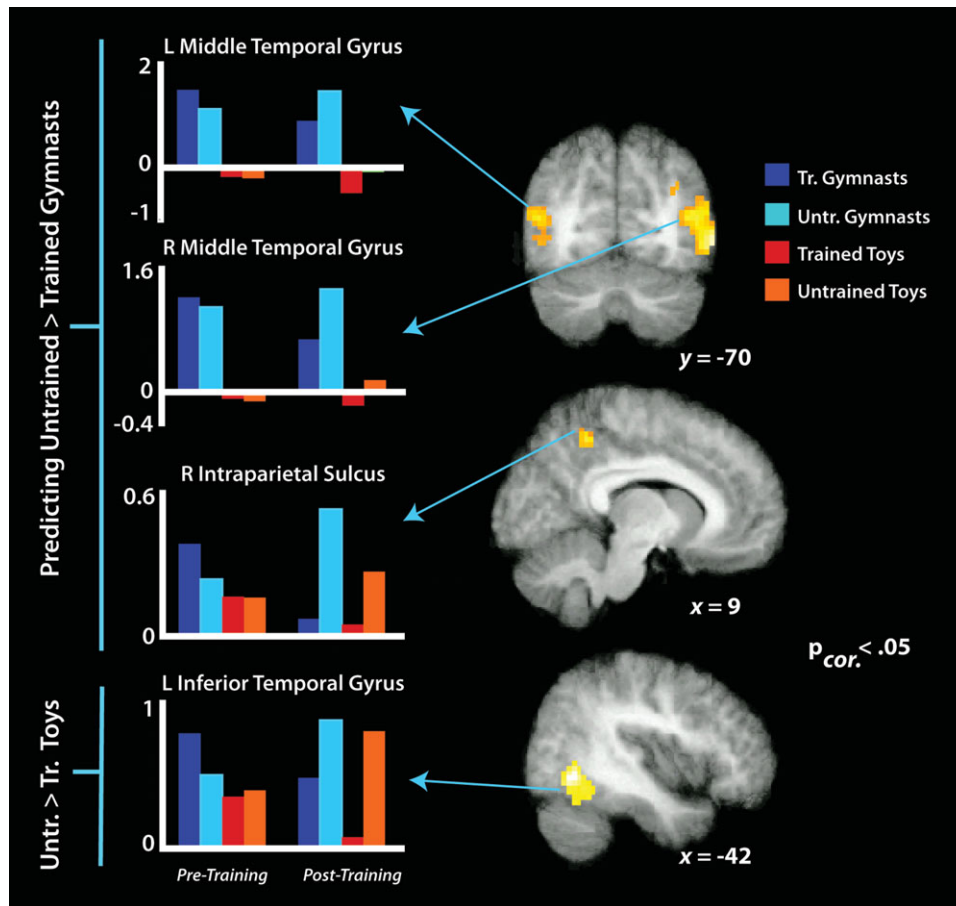 Predicting Untrained > Trained Gymnasts
L Middle Temporal Gyrus
2
0
-1
R Middle Temporal Gyrus
1.6
0
-0.4
R Intraparietal Sulcus
0.6
0
Untr. > Tr. Toys
L Inferior Temporal Gyrus
1
0
Pre-Training
Post-Training
Tr. Gymnasts
Untr. Gymnasts
Trained Toys
Untrained Toys
y = -70
x = 9
pcor.< .05
x = -42